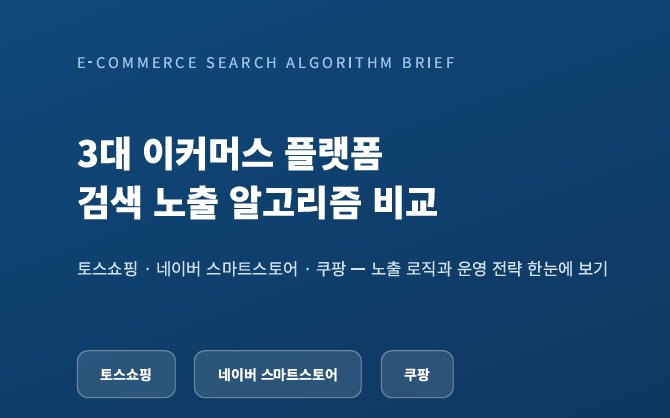 E-COMMERCE SEARCH ALGORITHM BRIEF
3대 이커머스 플랫폼
검색 노출 알고리즘 비교
토스쇼핑 · 네이버 스마트스토어 · 쿠팡 — 노출 로직과 운영 전략 한눈에 보기
토스쇼핑
네이버 스마트스토어
쿠팡